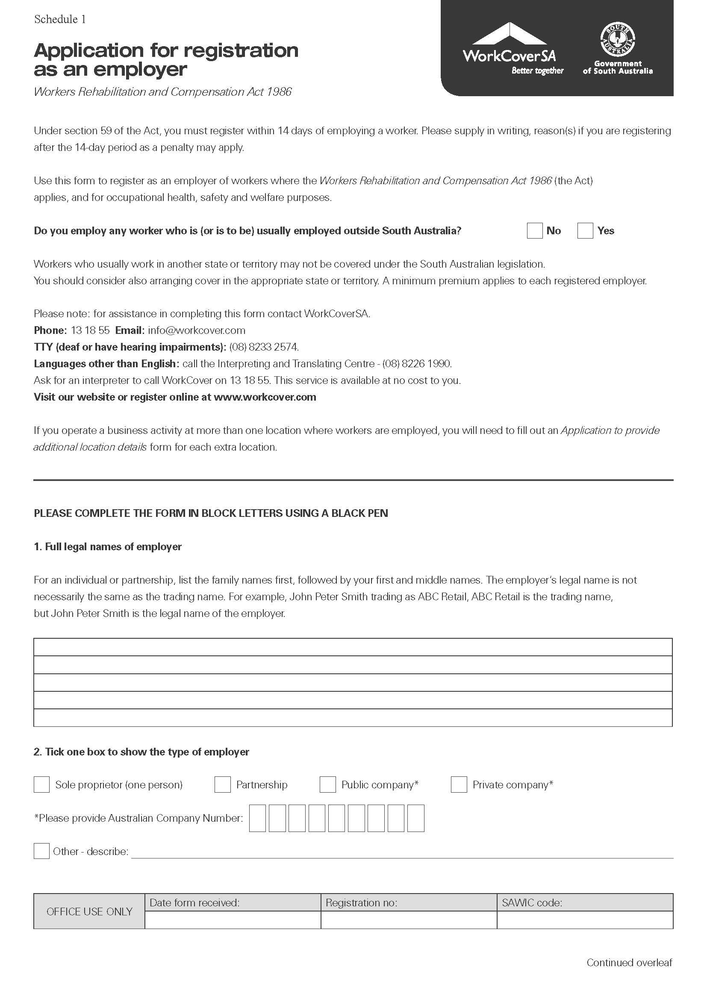 Schedule 1
Application for registration
as an employer
Workers Rehabilitation and Compensation Act 1986
WorkCoverSA
Better together
SOUTH AUSTRALIA
Government
of South Australia
Under section 59 of the Act, you must register within 14 days of employing a worker. Please supply in writing, reason(s) if you are registering
after the 14-day period as a penalty may apply.
Use this form to register as an employer of workers where the Workers Rehabilitation and Compensation Act 1986 (the Act)
applies, and for occupational health, safety and welfare purposes.
Do you employ any worker who is (or is to be) usually employed outside South Australia? No Yes
Workers who usually work in another state or territory may not be covered under the South Australian legislation.
You should consider also arranging cover in the appropriate state or territory. A minimum premium applies to each registered employer.
Please note: for assistance in completing this form contact WorkCoverSA.
Phone: 13 18 55 Email: info@workcover.com
TTY (deaf or have hearing impairments): (08) 8233 2574.
Languages other than English: call the Interpreting and Translating Centre - (08) 8226 1990.
Ask for an interpreter to call WorkCover on 13 18 55. This service is available at no cost to you.
Visit our website or register online at www.workcover.com
If you operate a business activity at more than one location where workers are employed, you will need to fill out an Application to provide
additional location details form for each extra location.
PLEASE COMPLETE THE FORM IN BLOCK LETTERS USING A BLACK PEN
1. Full legal names of employer
For an individual or partnership, list the family names first, followed by your first and middle names. The employer's legal name is not
necessarily the same as the trading name. For example, John Peter Smith trading as ABC Retail, ABC Retail is the trading name,
but John Peter Smith is the legal name of the employer.
2. Tick one box to show the type of employer
Sole proprietor (one person) Partnership Public company* Private company*
*Please provide Australian Company Number:
Other - describe:
OFFICE USE ONLY Date form received: Registration no: SAWIC code:
Continued overleaf